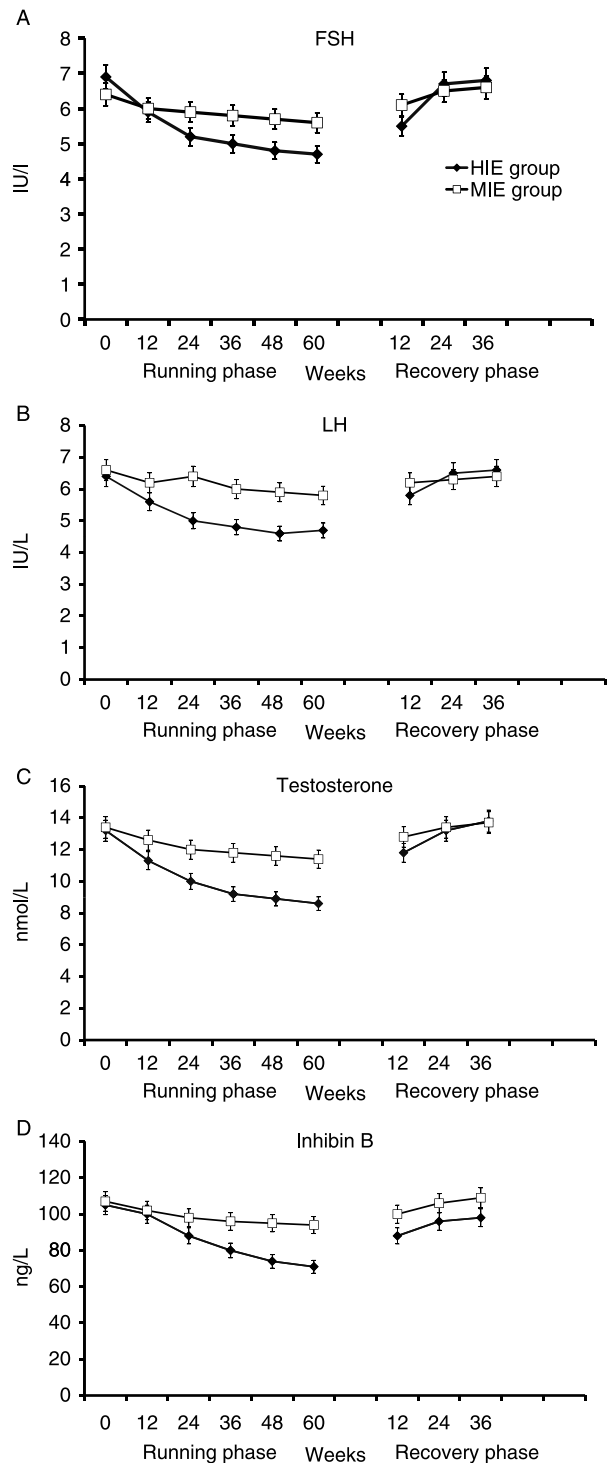 A
FSH
8
7
6
5
4
3
2
1
0
IU/l
HIE group
MIE group
0 12 24 36 48 60 12 24 36
Running phase Weeks Recovery phase
B
LH
8
7
6
5
4
3
2
1
0
IU/L
0 12 24 36 48 60 12 24 36
Running phase Weeks Recovery phase
C
Testosterone
16
14
12
10
8
6
4
2
0
nmol/L
0 12 24 36 48 60 12 24 36
Running phase Weeks Recovery phase
D
Inhibin B
140
120
100
80
60
40
20
0
ng/L
0 12 24 36 48 60 12 24 36
Running phase Weeks Recovery phase